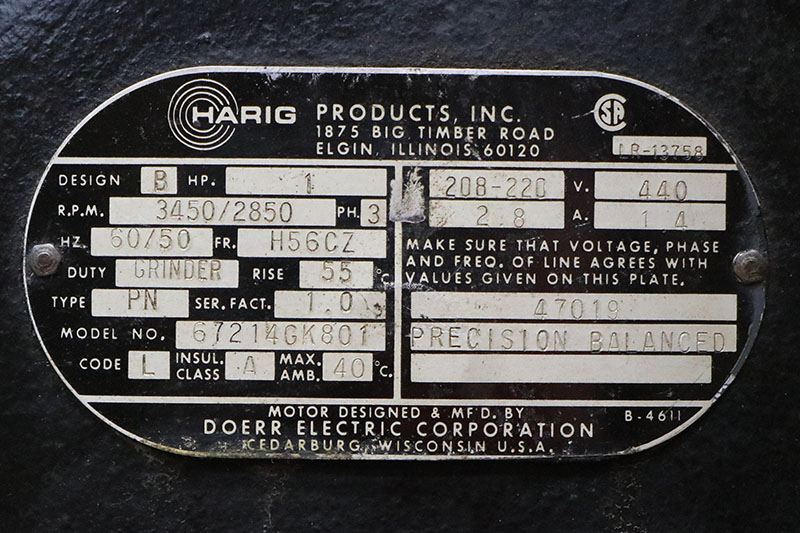 HARIG PRODUCTS, INC.
1875 BIG TIMBER ROAD
ELGIN, ILLINOIS 60120
SA
LR-13758
DESIGN B HP. 1
R.P.M. 3450/2850 PH. 3
HZ. 60/50 FR. H56CZ
DUTY GRINDER RISE 55 °C.
TYPE PN SER. FACT. 1.0
MODEL NO. 67214GK801
CODE L INSUL. CLASS A MAX. AMB. 40 °C.
208-220 V. 440
2.8 A. 1.4
MAKE SURE THAT VOLTAGE, PHASE
AND FREQ. OF LINE AGREES WITH
VALUES GIVEN ON THIS PLATE.
47019
PRECISION BALANCED
MOTOR DESIGNED & MF'D. BY
DOERR ELECTRIC CORPORATION
CEDARBURG, WISCONSIN U.S.A.
B-4611